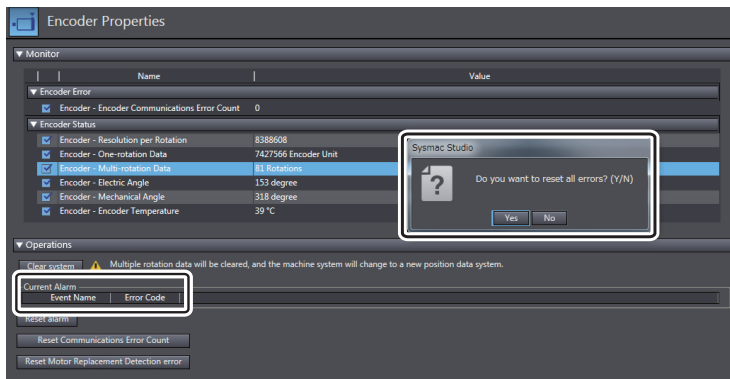 Encoder Properties
▼ Monitor
Name Value
▼ Encoder Error
Encoder - Encoder Communications Error Count 0
▼ Encoder Status
Encoder - Resolution per Rotation 8388608
Encoder - One-rotation Data 7427566 Encoder Unit
Encoder - Multi-rotation Data 81 Rotations
Encoder - Electric Angle 153 degree
Encoder - Mechanical Angle 318 degree
Encoder - Encoder Temperature 39 °C
Sysmac Studio
Do you want to reset all errors? (Y/N)
Yes No
▼ Operations
Clear system Multiple rotation data will be cleared, and the machine system will change to a new position data system.
Current Alarm
Event Name Error Code
Reset alarm
Reset Communications Error Count
Reset Motor Replacement Detection error